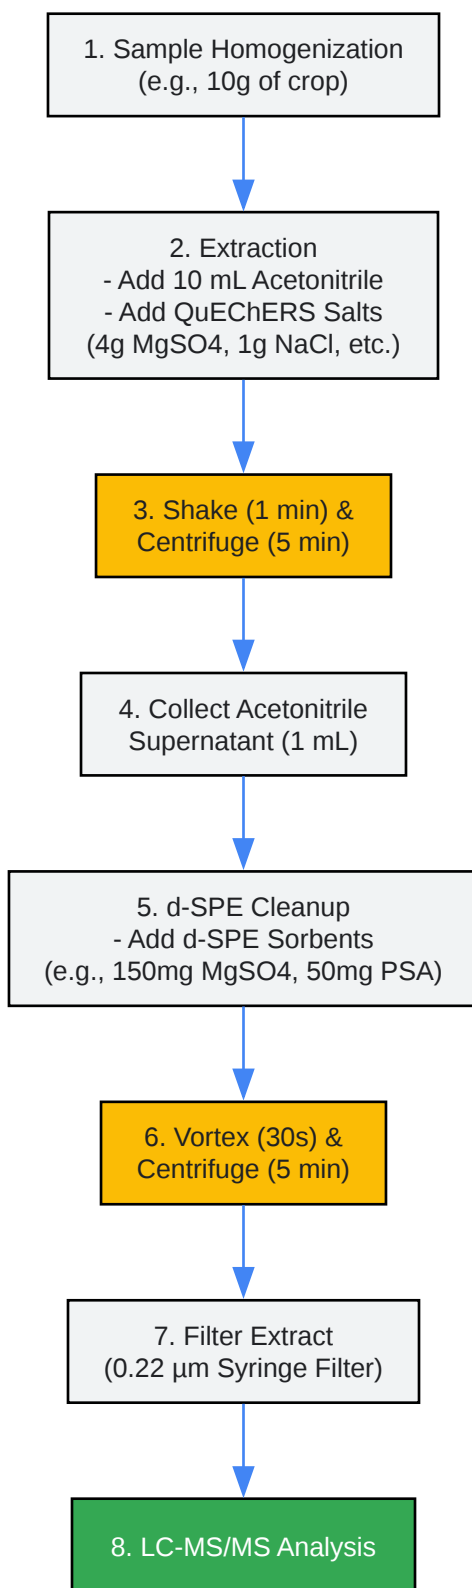 1. Sample Homogenization
(e.g., 10g of crop)
2. Extraction
- Add 10 mL Acetonitrile
- Add QuEChERS Salts
(4g MgSO4, 1g NaCl, etc.)
3. Shake (1 min) &
Centrifuge (5 min)
4. Collect Acetonitrile
Supernatant (1 mL)
5. d-SPE Cleanup
- Add d-SPE Sorbents
(e.g., 150mg MgSO4, 50mg PSA)
6. Vortex (30s) &
Centrifuge (5 min)
7. Filter Extract
(0.22 µm Syringe Filter)
8. LC-MS/MS Analysis